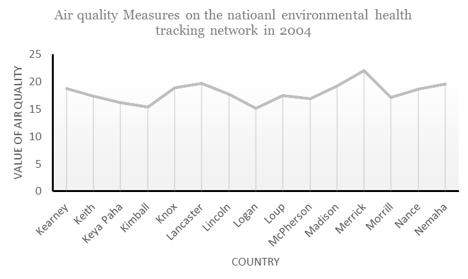 Air quality Measures on the natioanl environmental health
tracking network in 2004
VALUE OF AIR QUALITY
25
20
15
10
5
0
Kearney
Keith
Keya Paha
Kimball
Knox
Lancaster
Lincoln
Logan
Loup
McPherson
Madison
Merrick
Morrill
Nance
Nemaha
COUNTRY